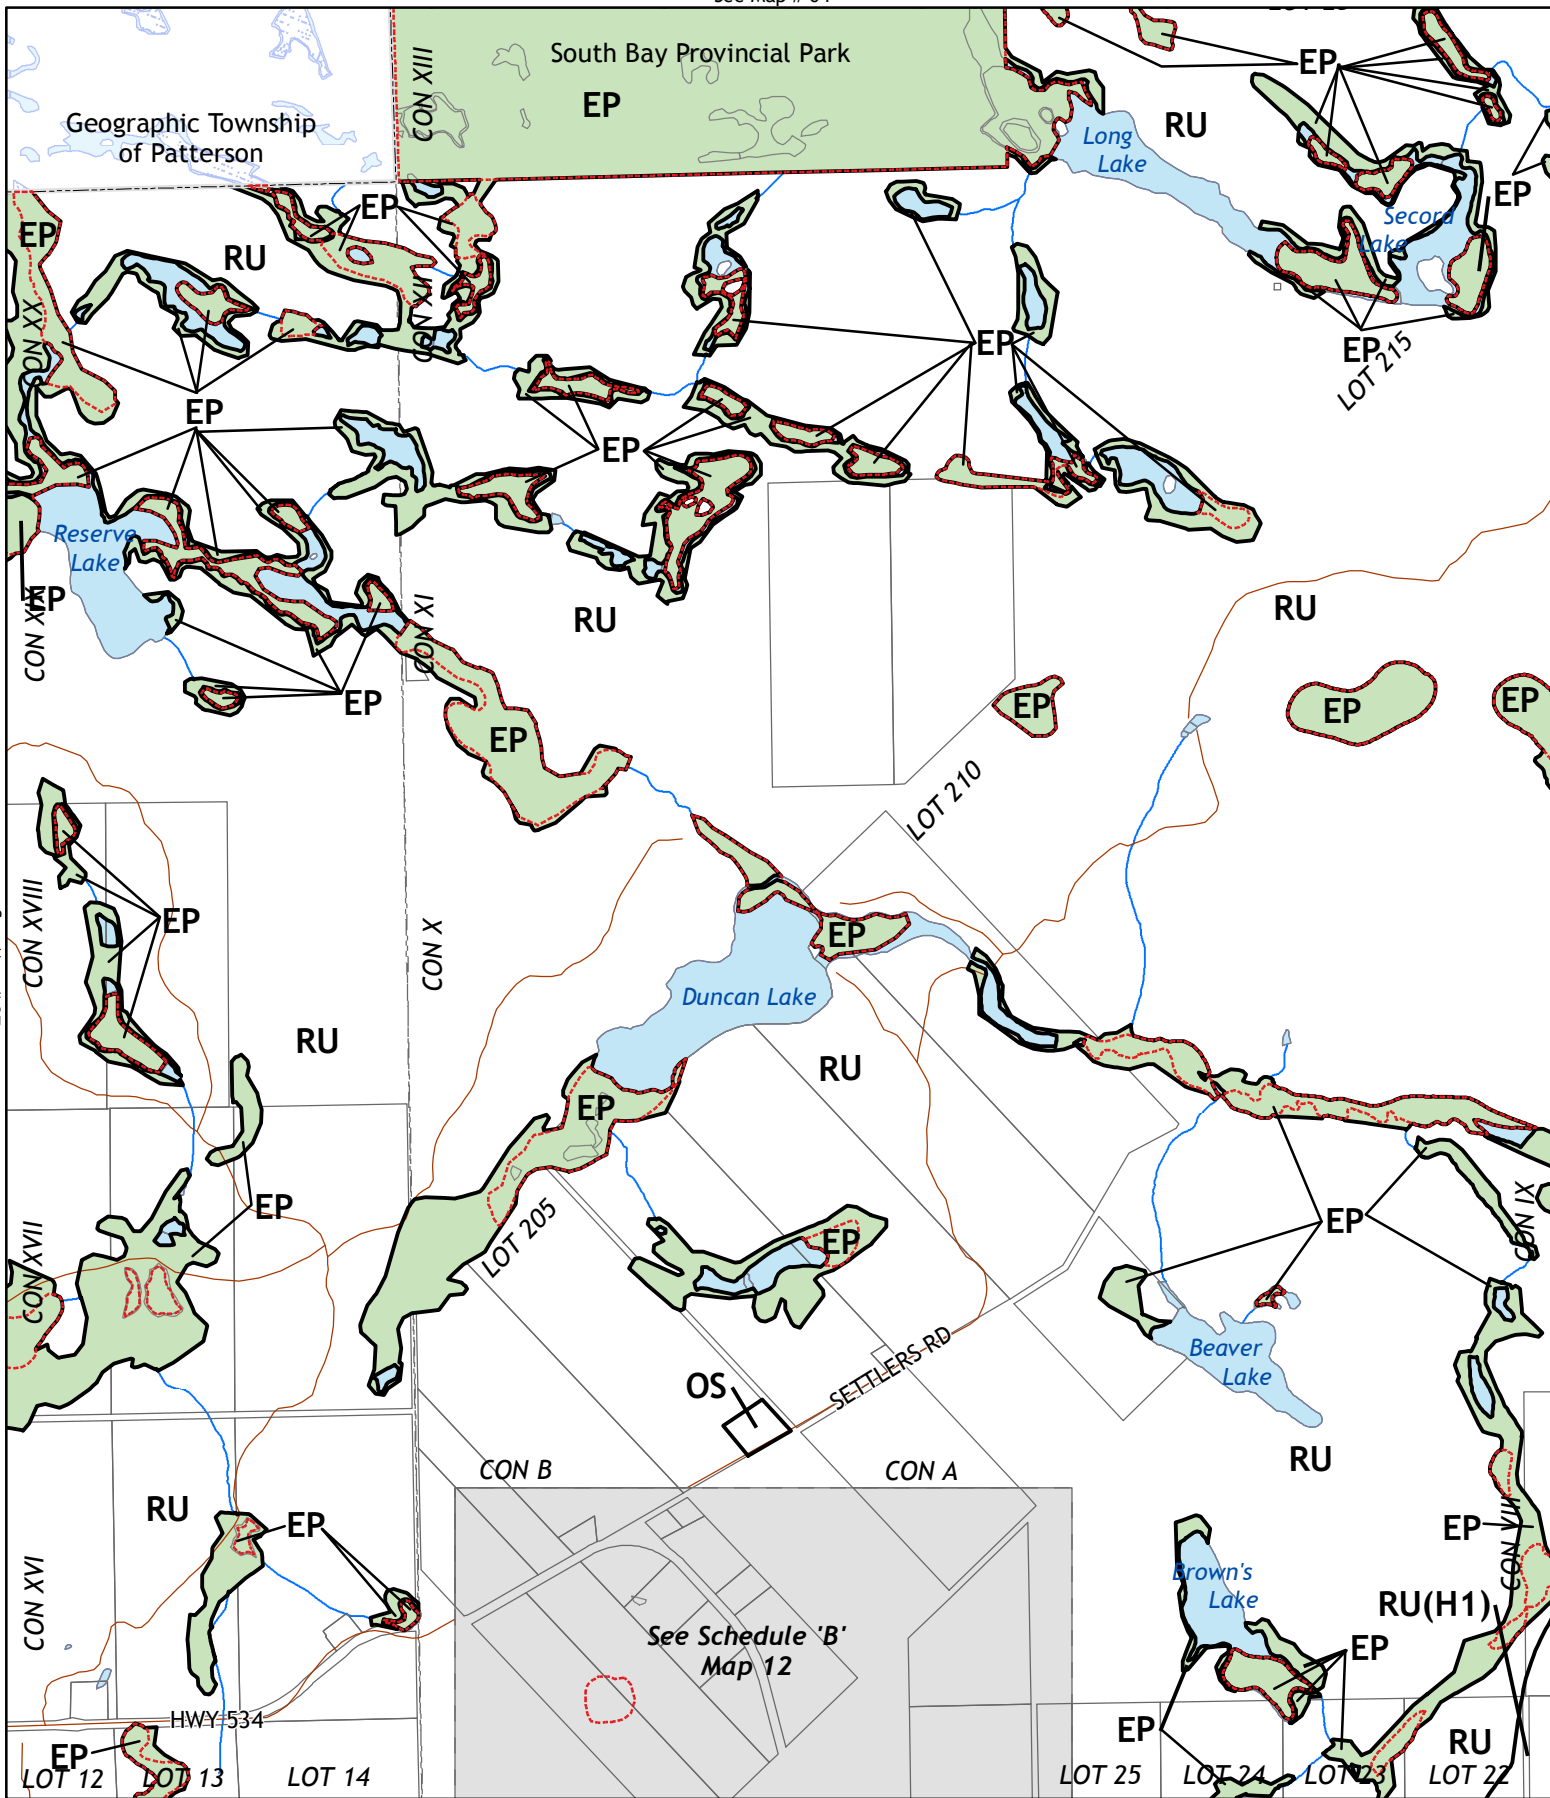 South Bay Provincial Park
EP
Geographic Township
of Patterson
CON XIII
RU
Long
Lake
EP
EP
Secord
Lake
EP
LOT 215
EP
RU
EP
CON XX
EP
EP
EP
Reserve
Lake
EP
CON IX
RU
RU
EP
EP
EP
EP
EP
LOT 210
CON XVIII
EP
CON X
EP
Duncan Lake
RU
RU
EP
EP
LOT 205
EP
EP
CON IX
CON XVII
Beaver
Lake
SETTLERS RD
OS
CON B
CON A
RU
RU
EP
EP
CON VIII
CON XVI
Brown's
Lake
RU(H1)
See Schedule 'B'
Map 12
EP
HWY 534
EP
EP
RU
LOT 12
LOT 13
LOT 14
LOT 25
LOT 24
LOT 23
LOT 22